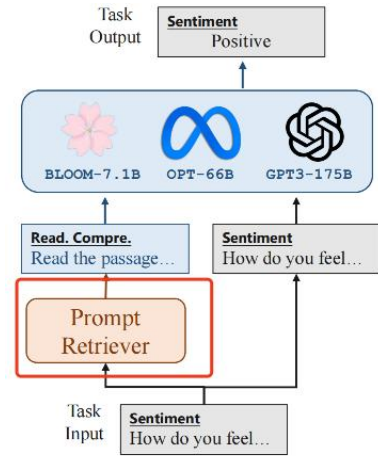 Task
Output
Sentiment
Positive
BLOOM-7.1B OPT-66B GPT3-175B
Read. Compre.
Read the passage...
Sentiment
How do you feel...
Prompt
Retriever
Task
Input
Sentiment
How do you feel...